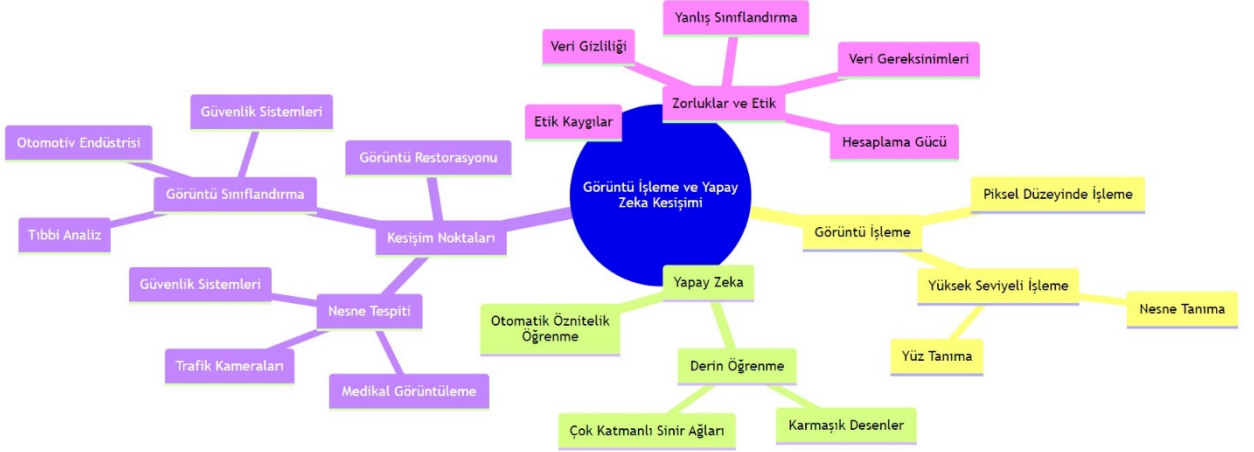 Yanlış Sınıflandırma
Veri Gizliliği
Veri Gereksinimleri
Zorluklar ve Etik
Etik Kaygılar
Hesaplama Gücü
Güvenlik Sistemleri
Otomotiv Endüstrisi
Görüntü Restorasyonu
Görüntü Sınıflandırma
Tıbbi Analiz
Kesişim Noktaları
Güvenlik Sistemleri
Nesne Tespiti
Trafik Kameraları
Medikal Görüntüleme
Görüntü İşleme ve Yapay
Zeka Kesişimi
Piksel Düzeyinde İşleme
Görüntü İşleme
Yüksek Seviyeli İşleme
Nesne Tanıma
Yüz Tanıma
Yapay Zeka
Otomatik Öznitelik
Öğrenme
Derin Öğrenme
Çok Katmanlı Sinir Ağları
Karmaşık Desenler